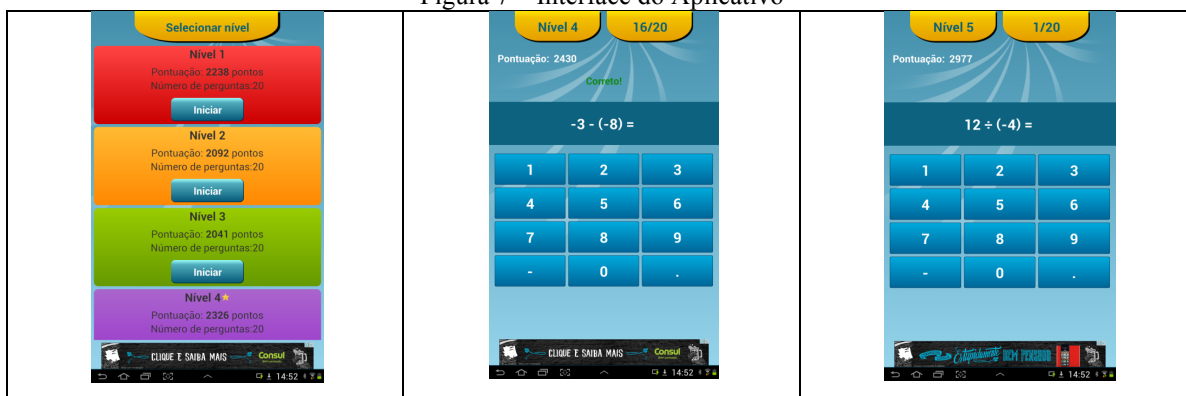 Figura 7 – Interface do Aplicativo
Selecionar nível
Nível 1
Pontuação: 2238 pontos
Número de perguntas:20
Iniciar
Nível 2
Pontuação: 2092 pontos
Número de perguntas:20
Iniciar
Nível 3
Pontuação: 2041 pontos
Número de perguntas:20
Iniciar
Nível 4
Pontuação: 2326 pontos
Número de perguntas:20
CLIQUE E SAIBA MAIS
Consul
14:52
Nível 4 16/20
Pontuação: 2430
Correto!
-3 - (-8) =
1 2 3
4 5 6
7 8 9
- 0 .
CLIQUE E SAIBA MAIS
Consul
14:52
Nível 5 1/20
Pontuação: 2977
12 ÷ (-4) =
1 2 3
4 5 6
7 8 9
- 0 .
BEM PENSADO
14:52